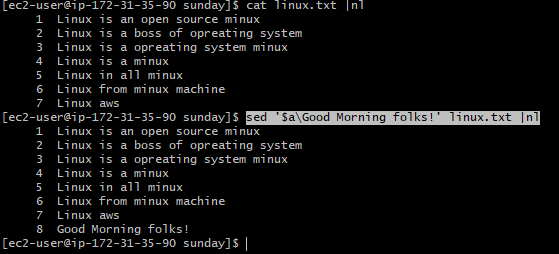 [ec2-user@ip-172-31-35-90 sunday]$ cat linux.txt |nl
     1  Linux is an open source minux
     2  Linux is a boss of opreating system
     3  Linux is a opreating system minux
     4  Linux is a minux
     5  Linux in all minux
     6  Linux from minux machine
     7  Linux aws
[ec2-user@ip-172-31-35-90 sunday]$ sed '$a\Good Morning folks!' linux.txt |nl
     1  Linux is an open source minux
     2  Linux is a boss of opreating system
     3  Linux is a opreating system minux
     4  Linux is a minux
     5  Linux in all minux
     6  Linux from minux machine
     7  Linux aws
     8  Good Morning folks!
[ec2-user@ip-172-31-35-90 sunday]$